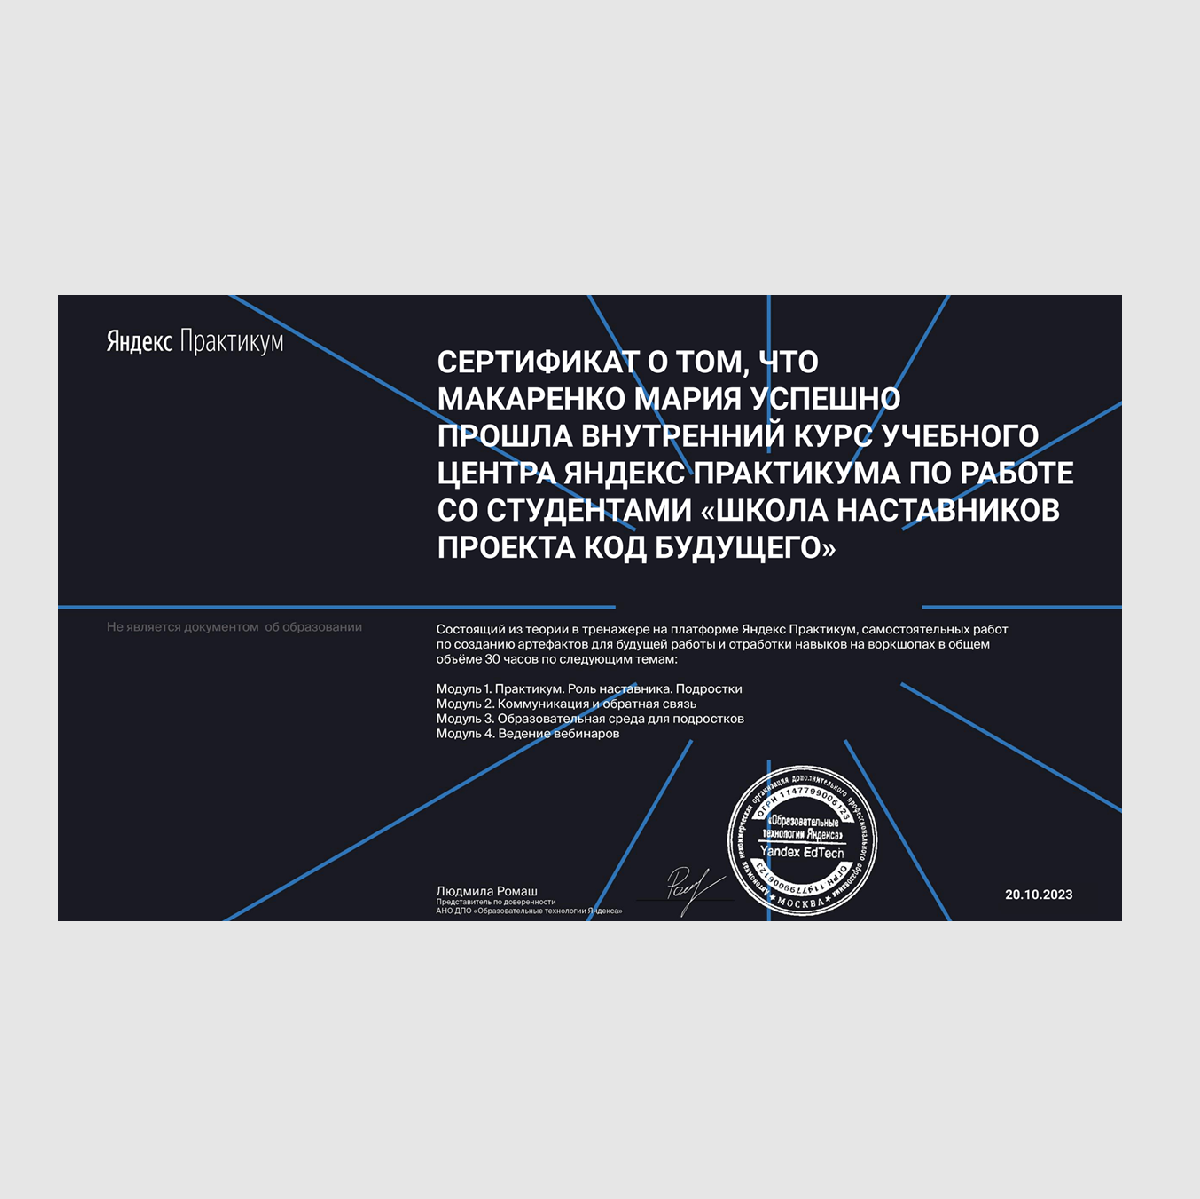 Яндекс Практикум
СЕРТИФИКАТ О ТОМ, ЧТО
МАКАРЕНКО МАРИЯ УСПЕШНО
ПРОШЛА ВНУТРЕННИЙ КУРС УЧЕБНОГО
ЦЕНТРА ЯНДЕКС ПРАКТИКУМА ПО РАБОТЕ
СО СТУДЕНТАМИ «ШКОЛА НАСТАВНИКОВ
ПРОЕКТА КОД БУДУЩЕГО»
Не является документом об образовании
Состоящий из теории в тренажере на платформе Яндекс Практикум, самостоятельных работ
по созданию артефактов для будущей работы и отработки навыков на воркшопах в общем
объёме 30 часов по следующим темам:
Модуль 1. Практикум. Роль наставника. Подростки
Модуль 2. Коммуникация и обратная связь
Модуль 3. Образовательная среда для подростков
Модуль 4. Ведение вебинаров
Людмила Ромаш
Представитель по доверенности
АНО ДПО «Образовательные технологии Яндекса»
«Образовательные
технологии Яндекса»
Yandex EdTech
МОСКВА
20.10.2023